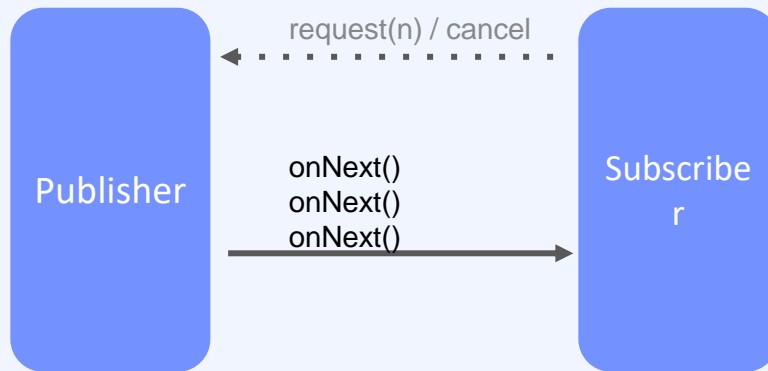 request(n) / cancel
Publisher
onNext()
onNext()
onNext()
Subscribe
r